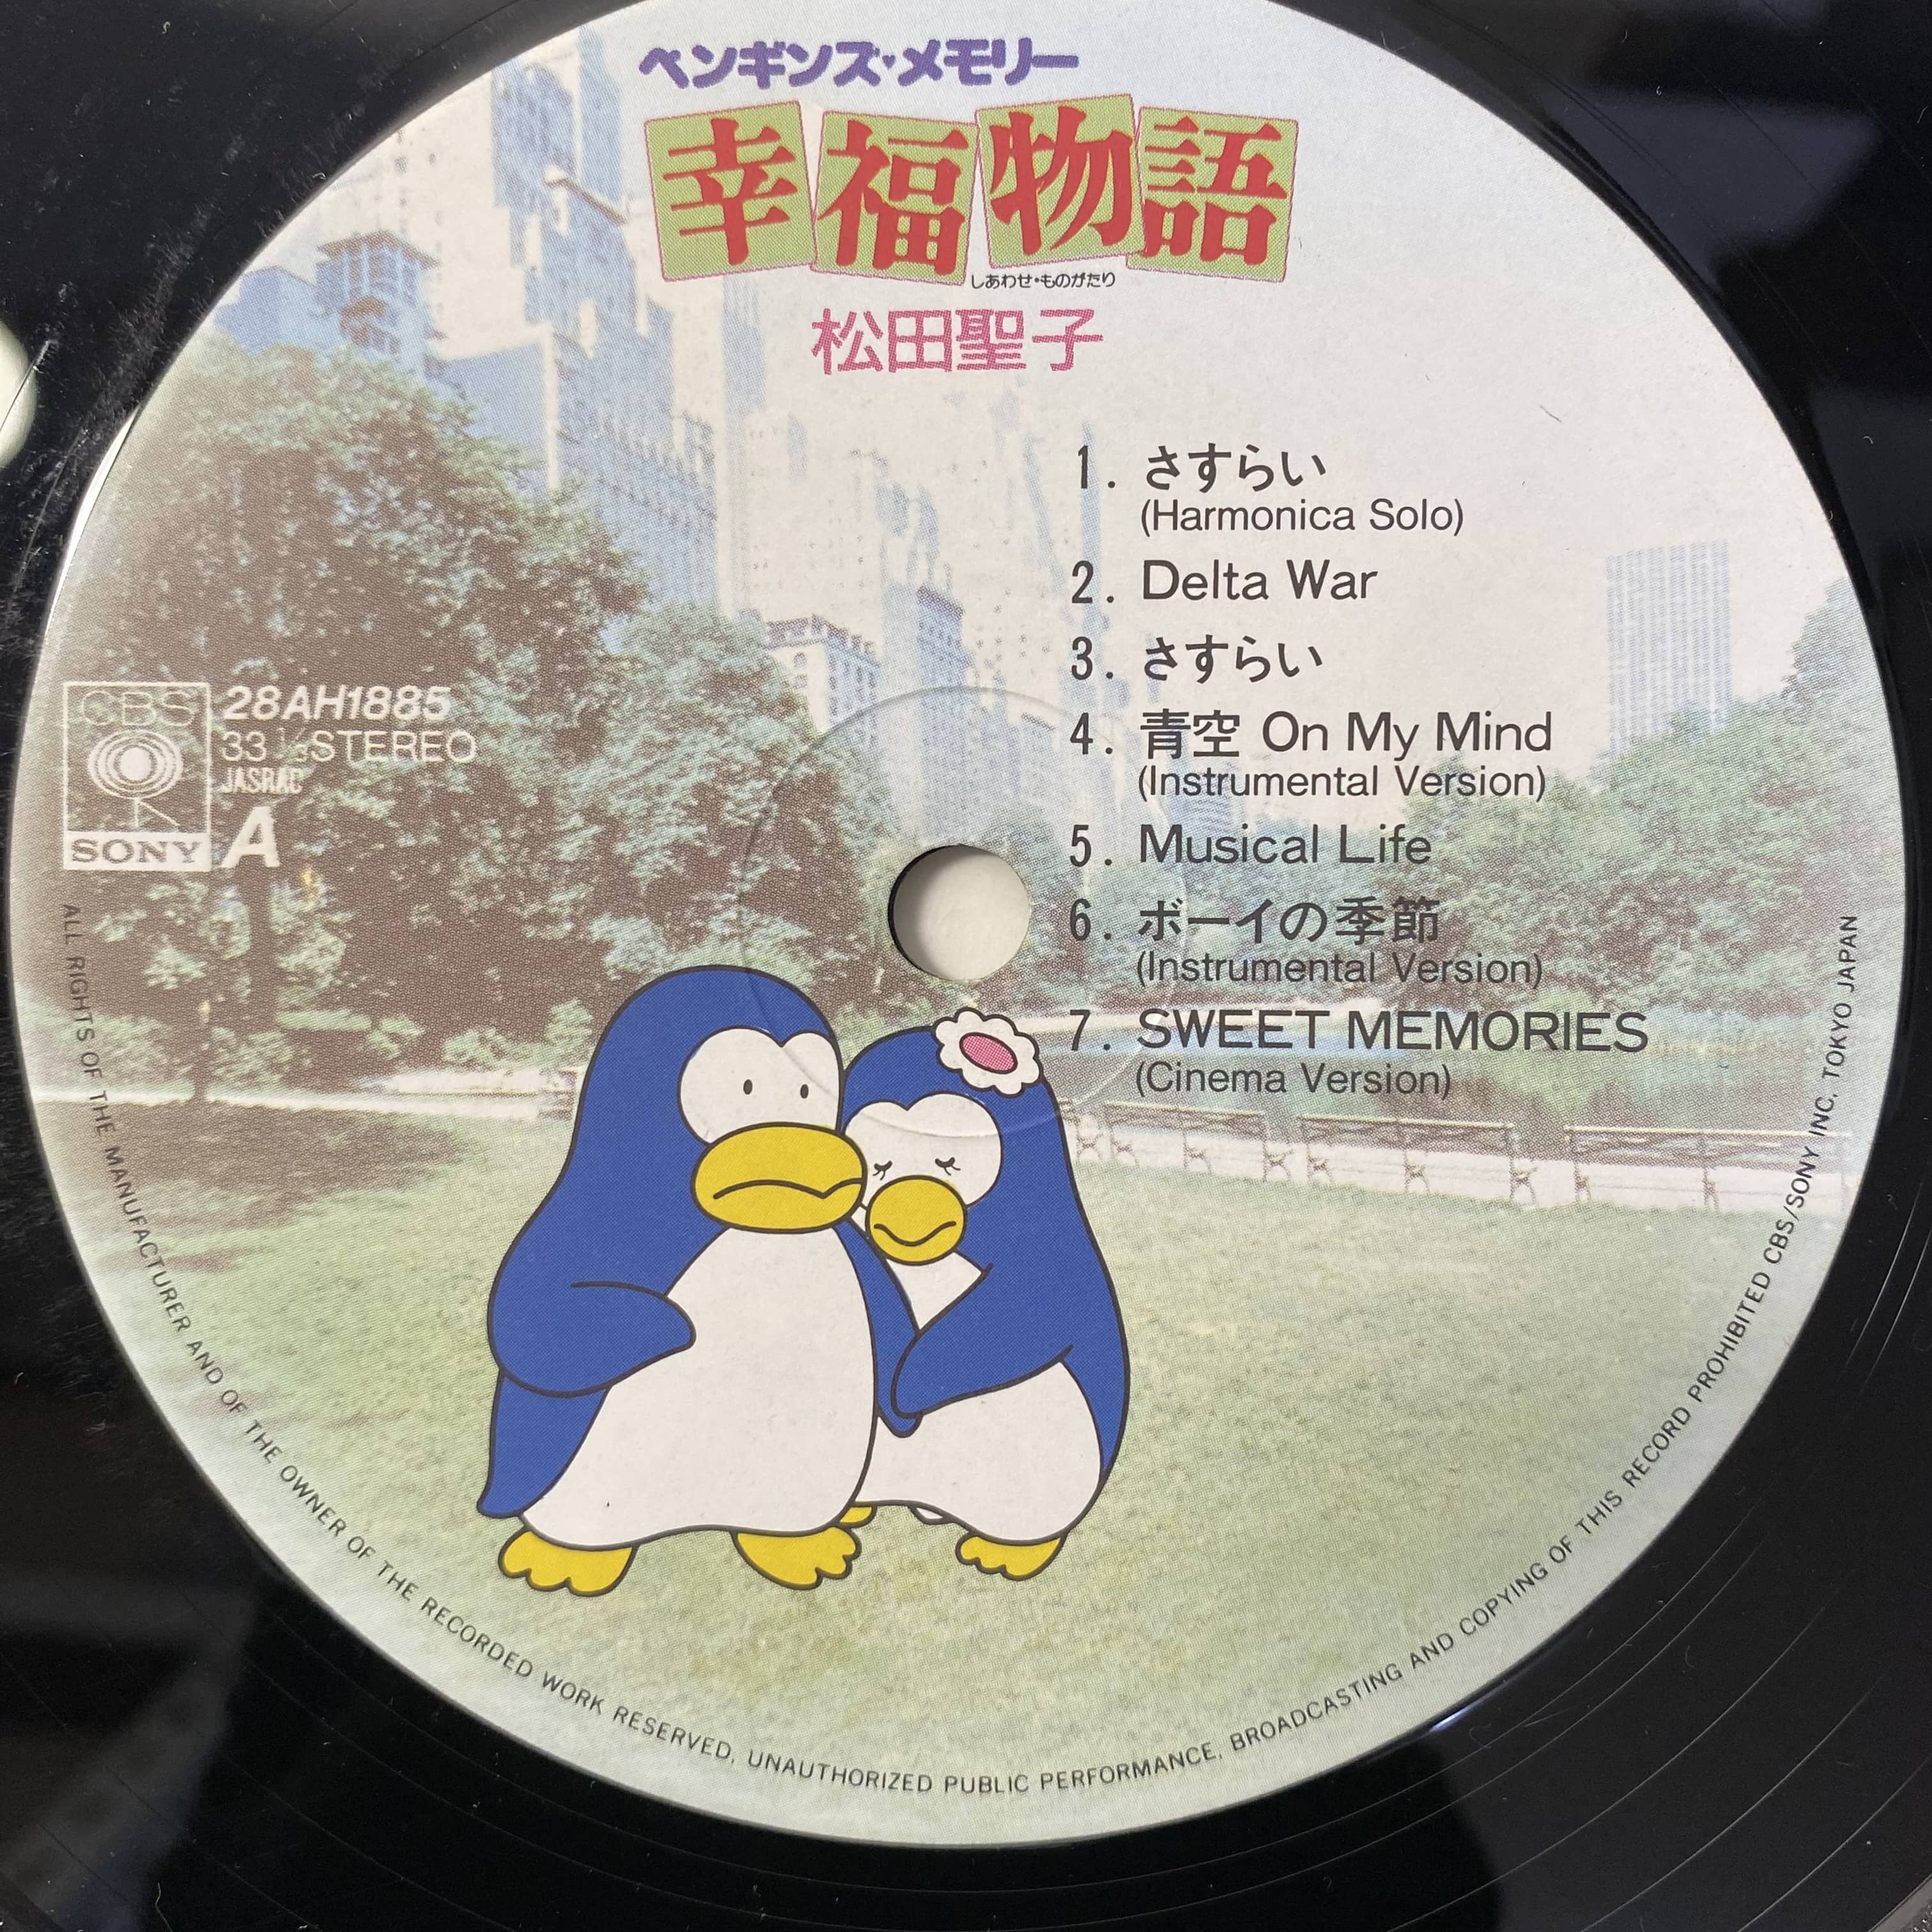 ペンギンズ・メモリー
幸福物語
しあわせ・ものがたり
松田聖子
1. さすらい
(Harmonica Solo)
2. Delta War
3. さすらい
4. 青空 On My Mind
(Instrumental Version)
5. Musical Life
6. ボーイの季節
(Instrumental Version)
7. SWEET MEMORIES
(Cinema Version)
CBS
SONY
28AH1885
33 ⅓ STEREO
JASRAC
A
ALL RIGHTS OF THE MANUFACTURER AND OF THE OWNER OF THE RECORDED WORK RESERVED, UNAUTHORIZED PUBLIC PERFORMANCE, BROADCASTING AND COPYING OF THIS RECORD PROHIBITED CBS/SONY INC, TOKYO JAPAN